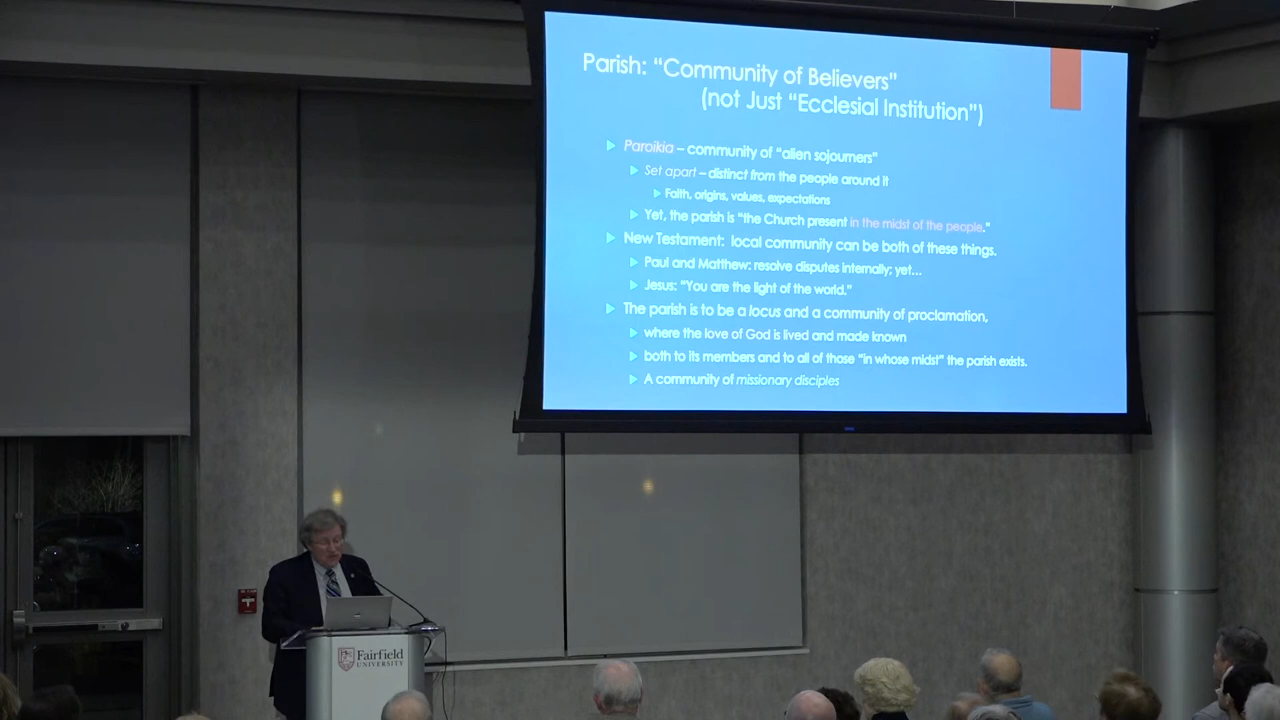 Parish: “Community of Believers”
(not Just “Ecclesial Institution”)
Paroikia – community of “alien sojourners”
Set apart – distinct from the people around it
Faith, origins, values, expectations
Yet, the parish is “the Church present in the midst of the people.”
New Testament: local community can be both of these things.
Paul and Matthew: resolve disputes internally; yet...
Jesus: “You are the light of the world.”
The parish is to be a locus and a community of proclamation,
where the love of God is lived and made known
both to its members and to all of those “in whose midst” the parish exists.
A community of missionary disciples
Fairfield
UNIVERSITY